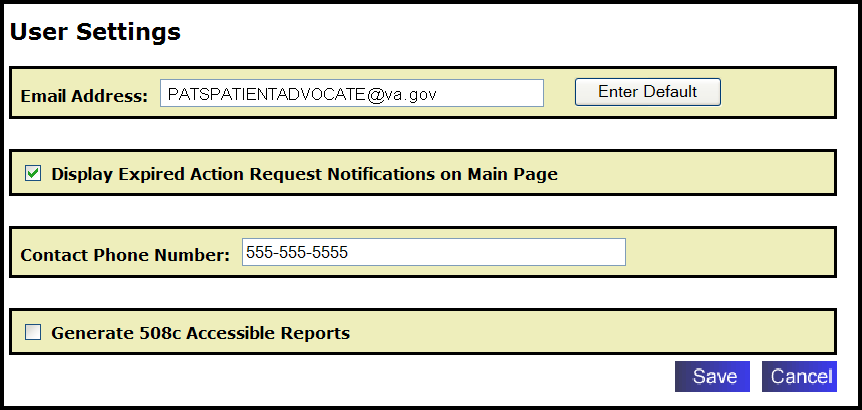 User Settings
Email Address: PATSPATIENTADVOCATE@va.gov Enter Default
Display Expired Action Request Notifications on Main Page
Contact Phone Number: 555-555-5555
Generate 508c Accessible Reports
Save Cancel